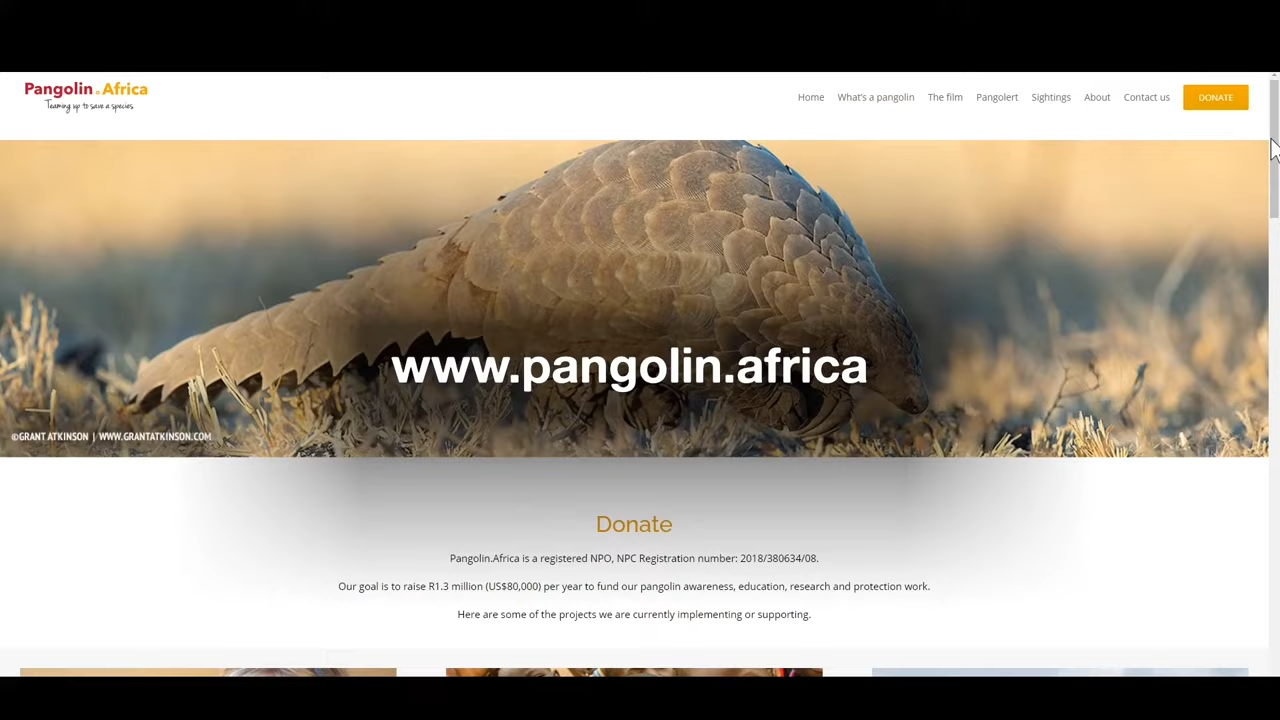 Pangolin.Africa
Teaming up to save a species
Home What's a pangolin The film Pangolert Sightings About Contact us DONATE
www.pangolin.africa
©GRANT ATKINSON | WWW.GRANTATKINSON.COM
Donate
Pangolin.Africa is a registered NPO, NPC Registration number: 2018/380634/08.
Our goal is to raise R1.3 million (US$80,000) per year to fund our pangolin awareness, education, research and protection work.
Here are some of the projects we are currently implementing or supporting.